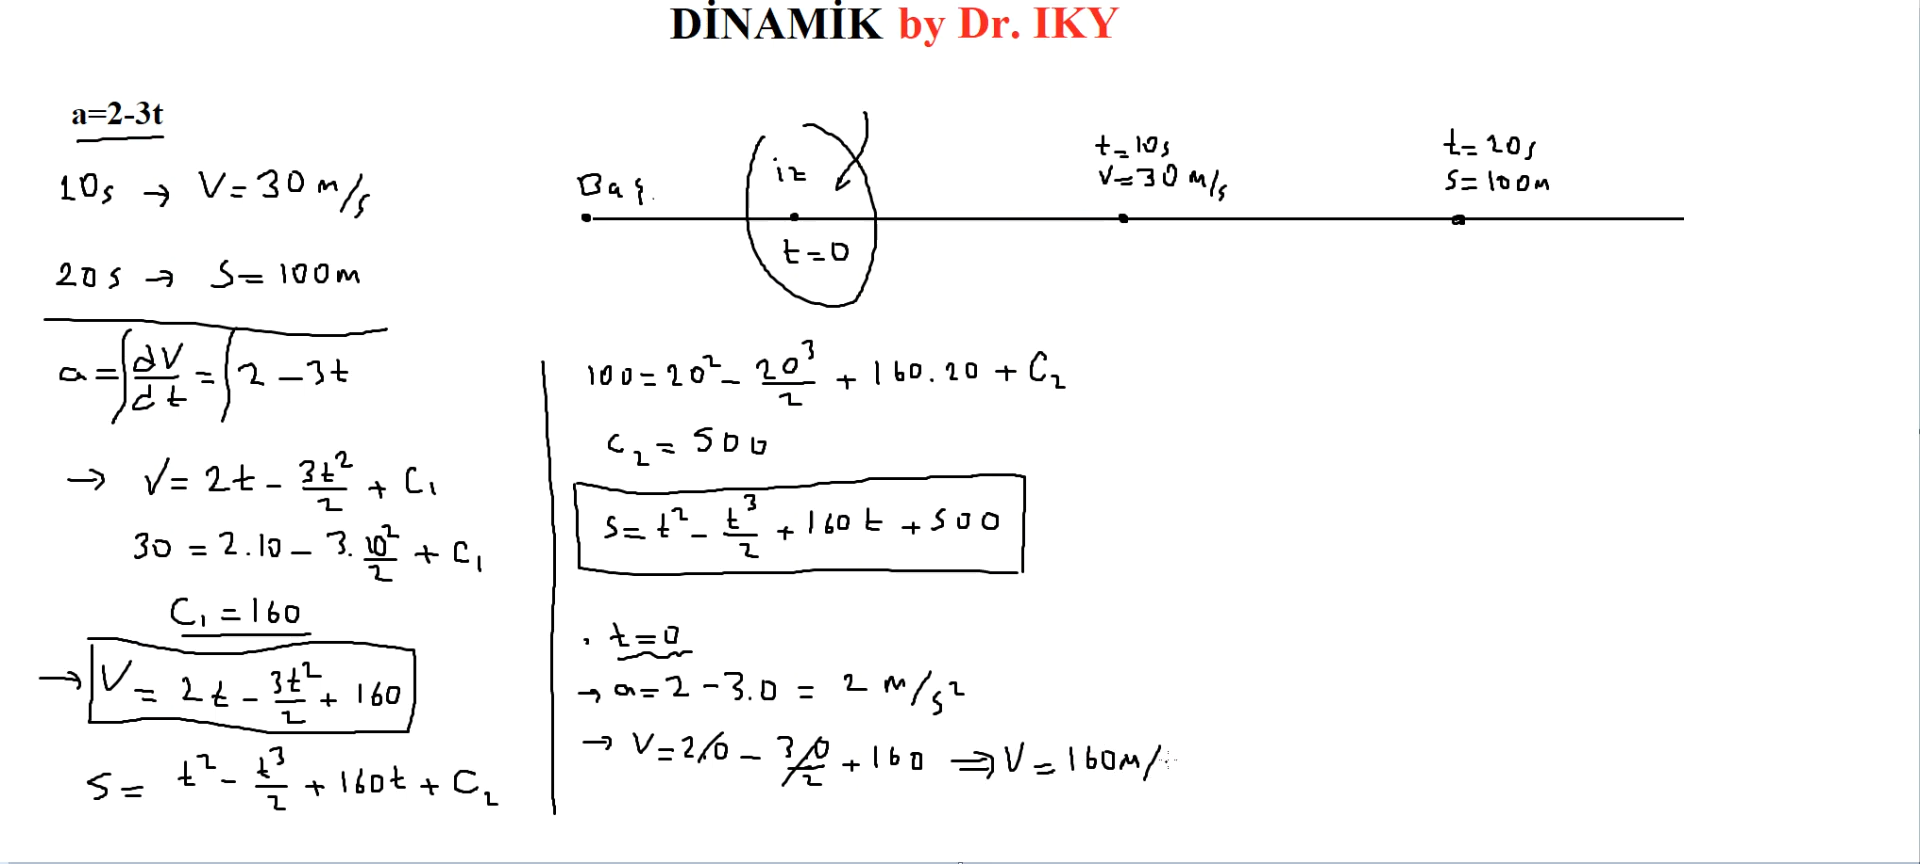 DİNAMİK by Dr. IKY
a=2-3t
10s → V=30 m/s
20s → S= 100m
a=∫dV/dt=∫2-3t
→ V=2t - 3t²/2 + C₁
30 = 2.10 - 3.10²/2 + C₁
C₁=160
→ V= 2t - 3t²/2 + 160
S= t² - t³/2 + 160t + C₂
Baş.
t=0
t=10s
V=30 m/s
t=20s
S=100m
100=20² - 20³/2 + 160.20 + C₂
C₂= 500
S= t² - t³/2 + 160t + 500
. t=0
→ a=2-3.0 = 2 m/s²
→ V=2.0 - 3.0/2 + 160 ⇒ V=160m/